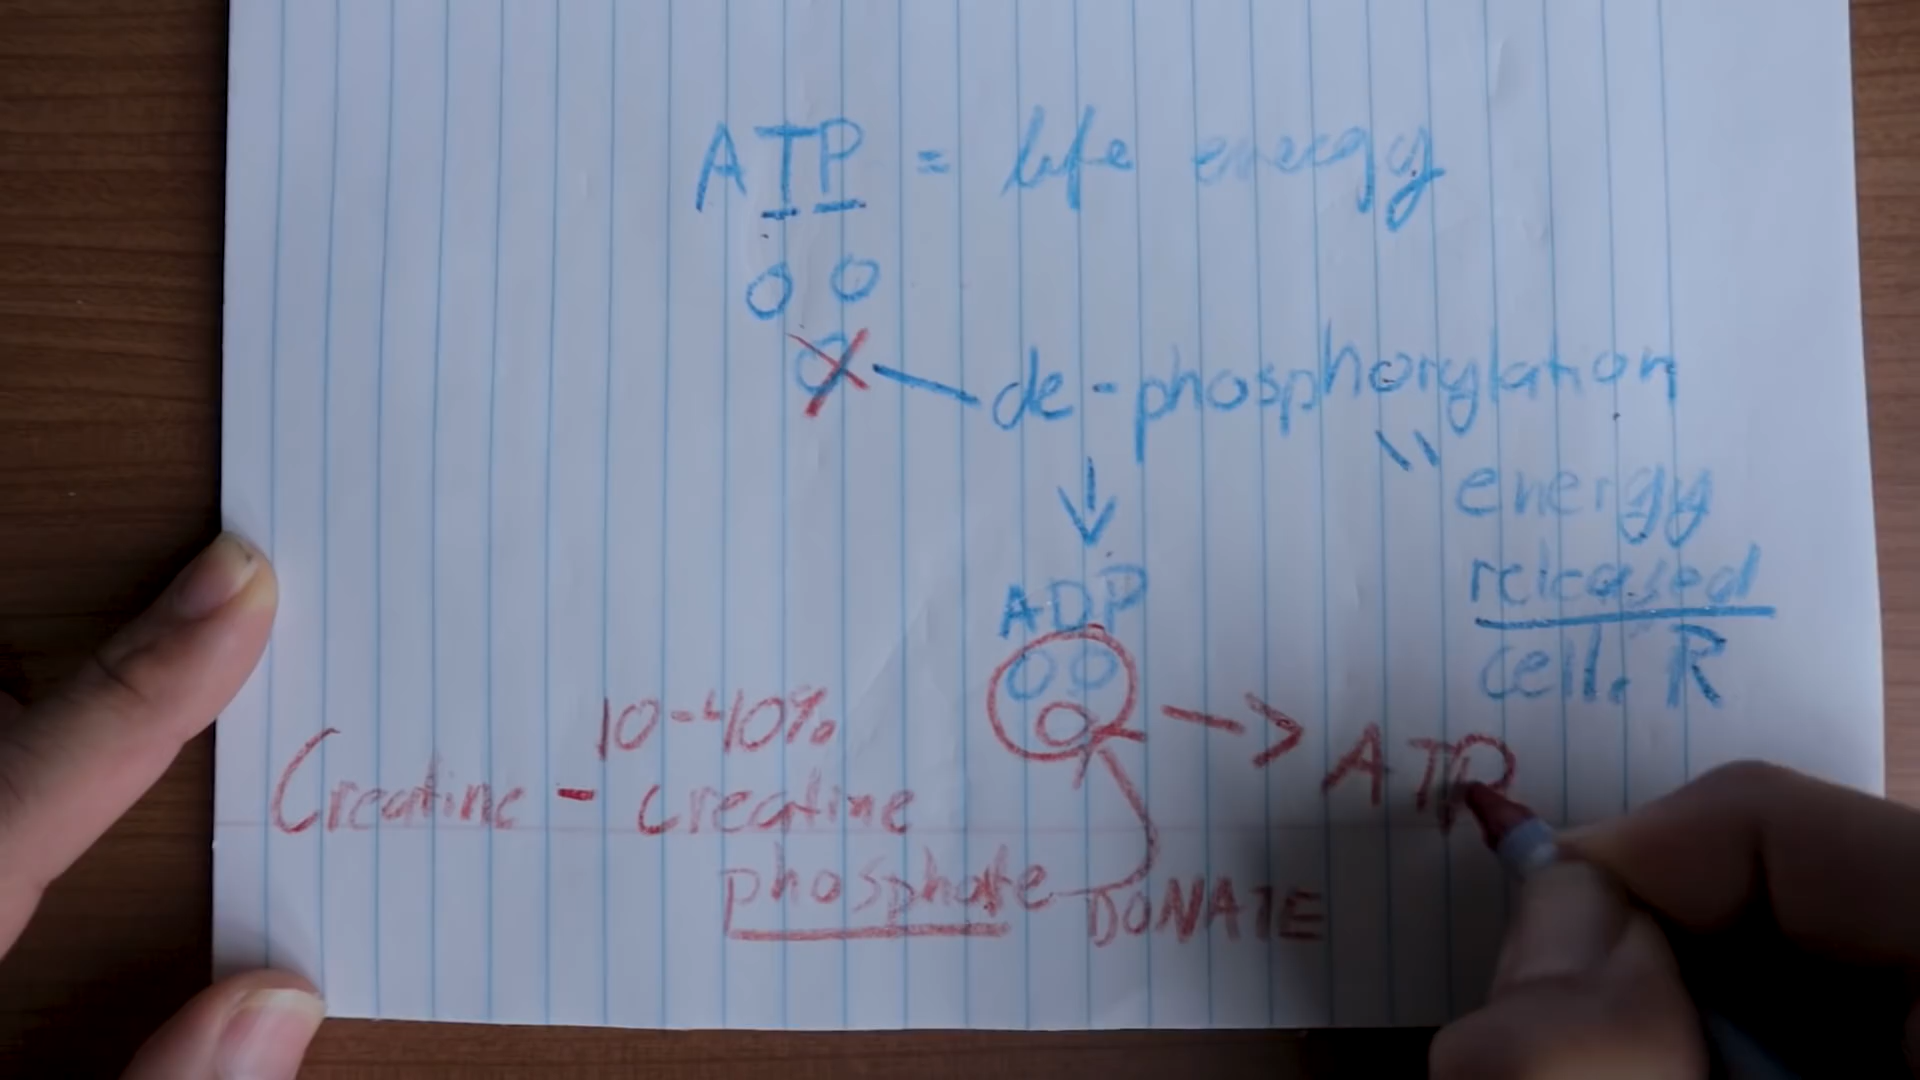 ATP = life energy
de-phosphorylation
energy
released
cell. R
ADP
10-40%
Creatine - creatine
phosphate DONATE
ATP